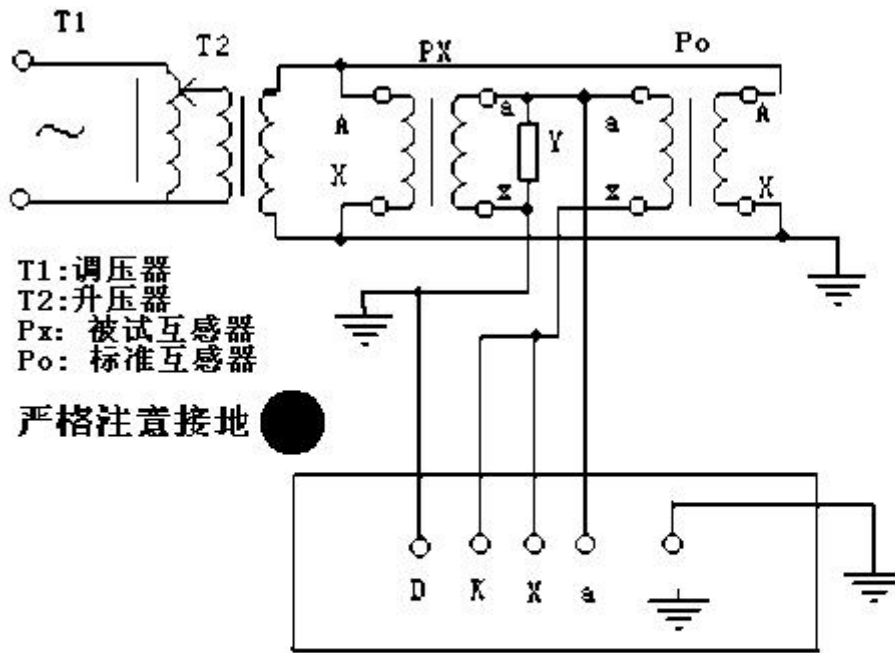 T1
T2
PX
Po
A
X
a
x
Y
a
x
A
X
T1:调压器
T2:升压器
Px: 被试互感器
Po: 标准互感器
严格注意接地
D K X a